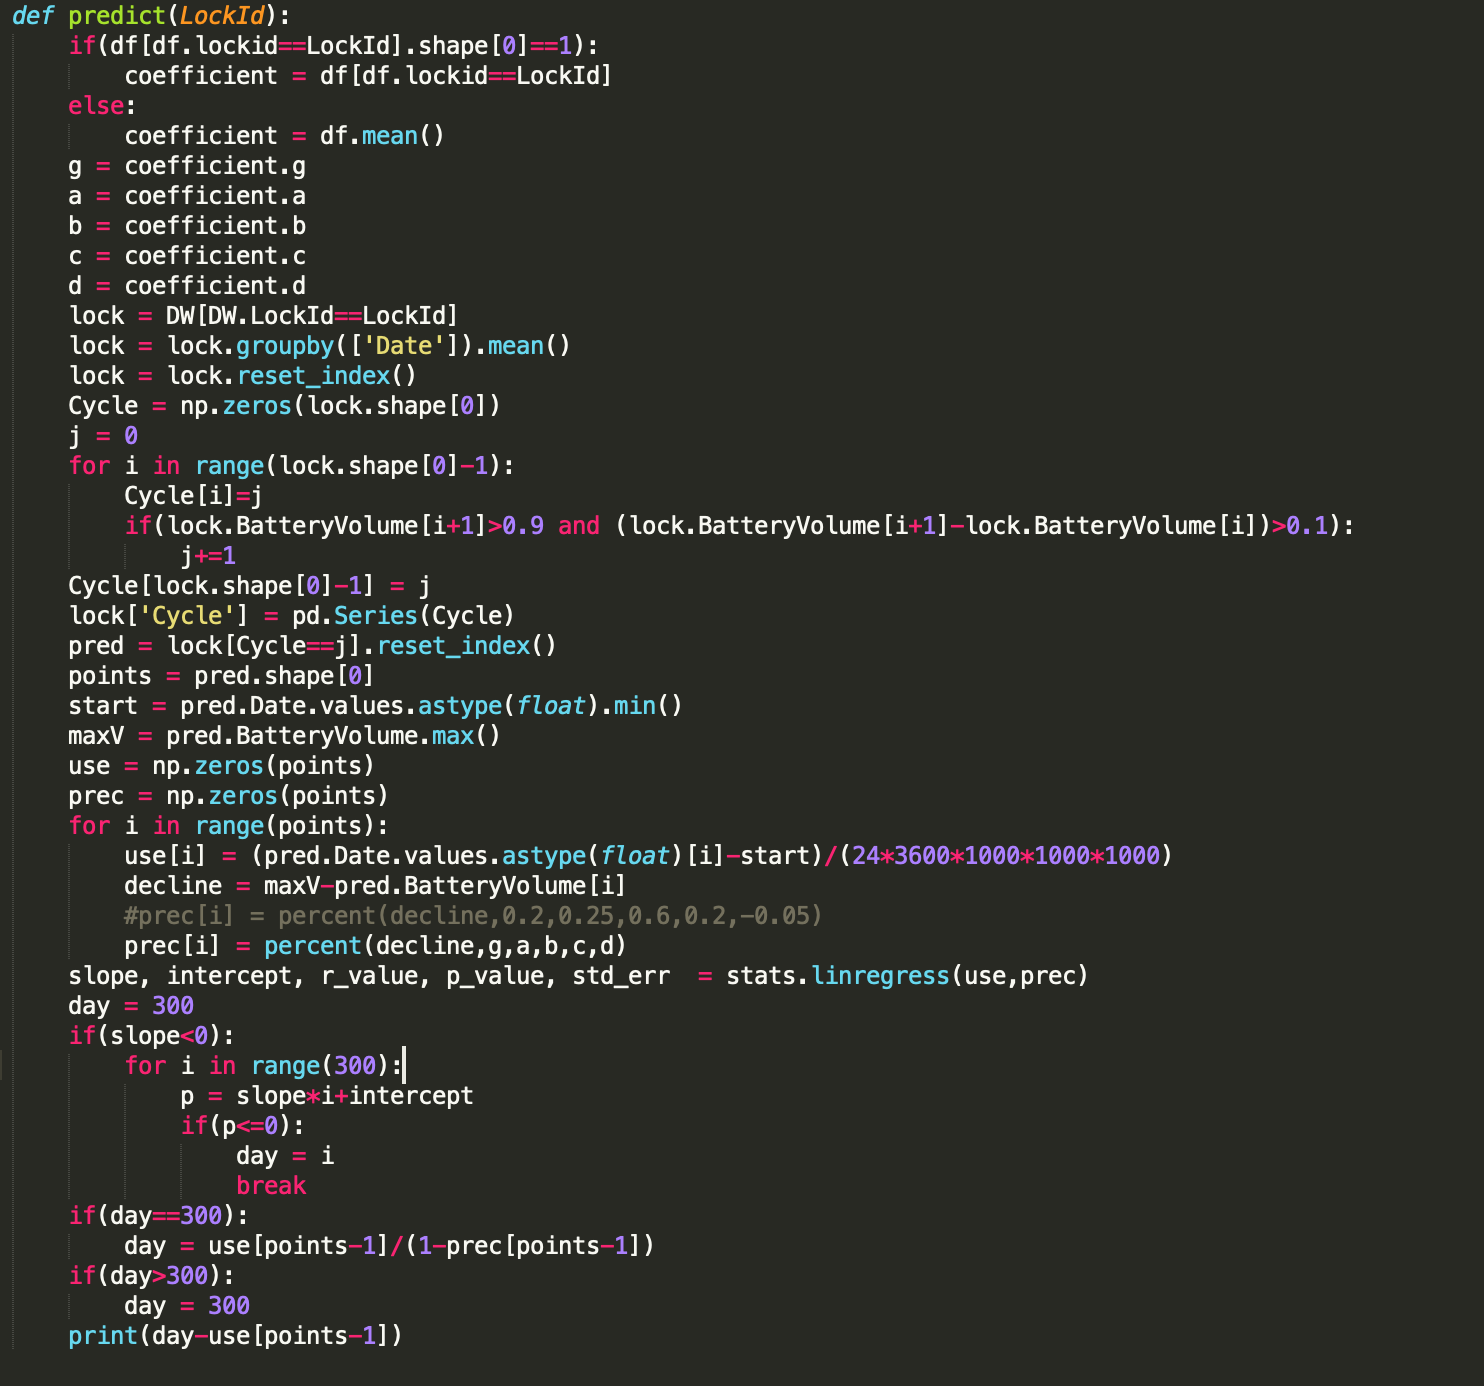 def predict(LockId):
    if(df[df.lockid==LockId].shape[0]==1):
        coefficient = df[df.lockid==LockId]
    else:
        coefficient = df.mean()
    g = coefficient.g
    a = coefficient.a
    b = coefficient.b
    c = coefficient.c
    d = coefficient.d
    lock = DW[DW.LockId==LockId]
    lock = lock.groupby(['Date']).mean()
    lock = lock.reset_index()
    Cycle = np.zeros(lock.shape[0])
    j = 0
    for i in range(lock.shape[0]-1):
        Cycle[i]=j
        if(lock.BatteryVolume[i+1]>0.9 and (lock.BatteryVolume[i+1]-lock.BatteryVolume[i])>0.1):
            j+=1
    Cycle[lock.shape[0]-1] = j
    lock['Cycle'] = pd.Series(Cycle)
    pred = lock[Cycle==j].reset_index()
    points = pred.shape[0]
    start = pred.Date.values.astype(float).min()
    maxV = pred.BatteryVolume.max()
    use = np.zeros(points)
    prec = np.zeros(points)
    for i in range(points):
        use[i] = (pred.Date.values.astype(float)[i]-start)/(24*3600*1000*1000*1000)
        decline = maxV-pred.BatteryVolume[i]
        #prec[i] = percent(decline,0.2,0.25,0.6,0.2,-0.05)
        prec[i] = percent(decline,g,a,b,c,d)
    slope, intercept, r_value, p_value, std_err  = stats.linregress(use,prec)
    day = 300
    if(slope<0):
        for i in range(300):
            p = slope*i+intercept
            if(p<=0):
                day = i
                break
    if(day==300):
        day = use[points-1]/(1-prec[points-1])
    if(day>300):
        day = 300
    print(day-use[points-1])